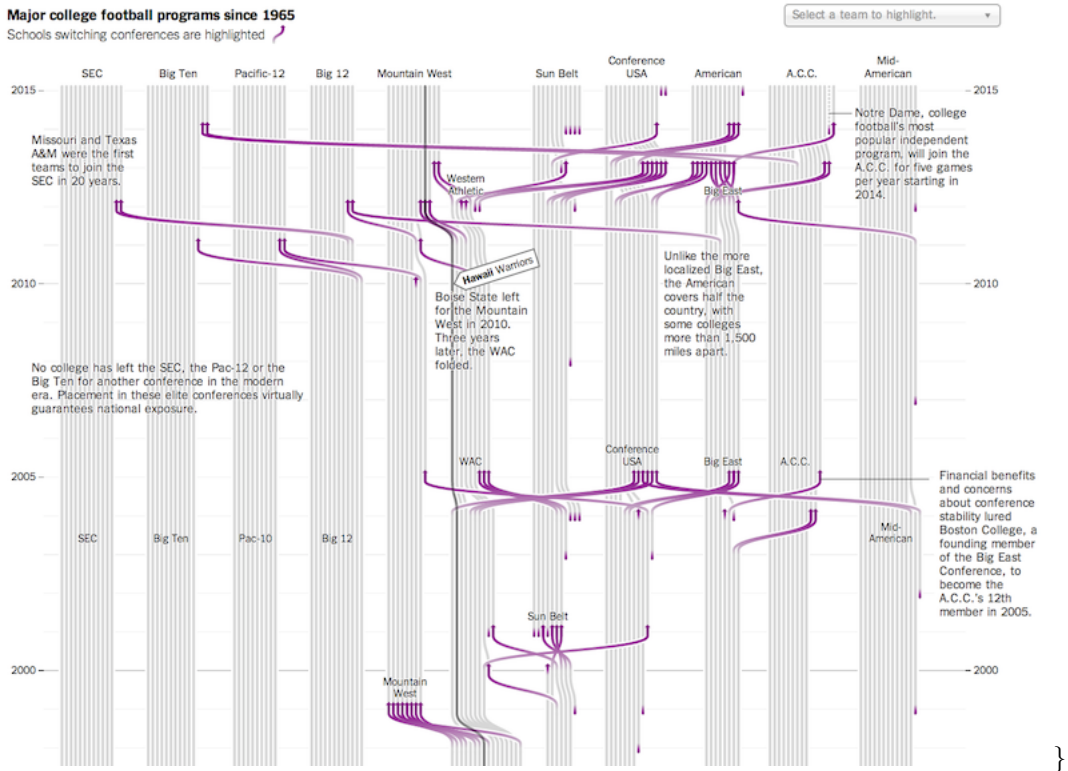 Major college football programs since 1965
Schools switching conferences are highlighted
Select a team to highlight.
SEC
Big Ten
Pacific-12
Big 12
Mountain West
Sun Belt
Conference
USA
American
A.C.C.
Mid-
American
2015
2015
Missouri and Texas
A&M were the first
teams to join the
SEC in 20 years.
Notre Dame, college
football's most
popular independent
program, will join the
A.C.C. for five games
per year starting in
2014.
Western
Athletic
Big East
Hawaii Warriors
2010
2010
Boise State left
for the Mountain
West in 2010.
Three years
later, the WAC
folded.
Unlike the more
localized Big East,
the American
covers half the
country, with
some colleges
more than 1,500
miles apart.
No college has left the SEC, the Pac-12 or the
Big Ten for another conference in the modern
era. Placement in these elite conferences virtually
guarantees national exposure.
2005
WAC
Conference
USA
Big East
A.C.C.
Financial benefits
and concerns
about conference
stability lured
Boston College, a
founding member
of the Big East
Conference, to
become the
A.C.C.'s 12th
member in 2005.
SEC
Big Ten
Pac-10
Big 12
Mid-
American
Sun Belt
2000
2000
Mountain
West
}